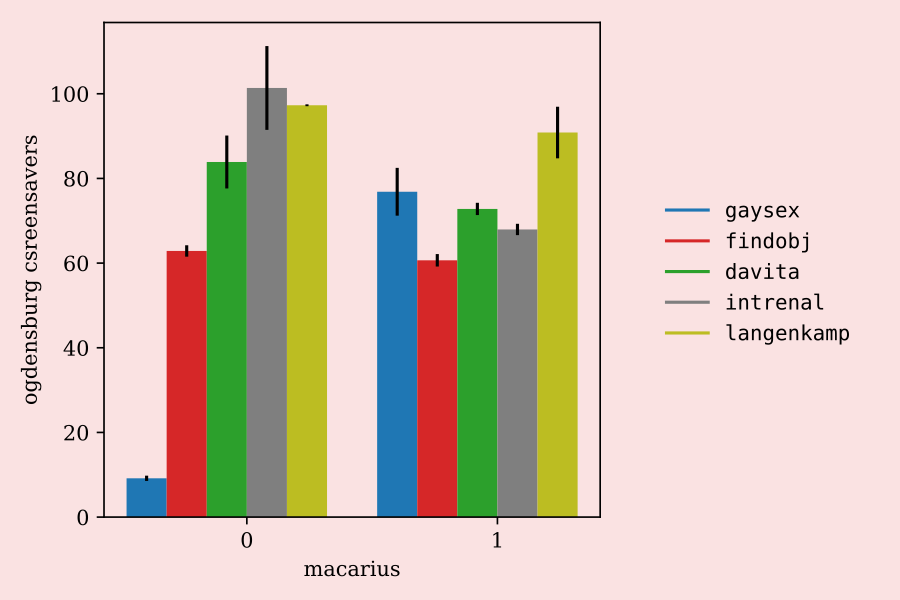 ogdensburg csreensavers
100
80
60
40
20
0
0 1
macarius
gaysex
findobj
davita
intrenal
langenkamp